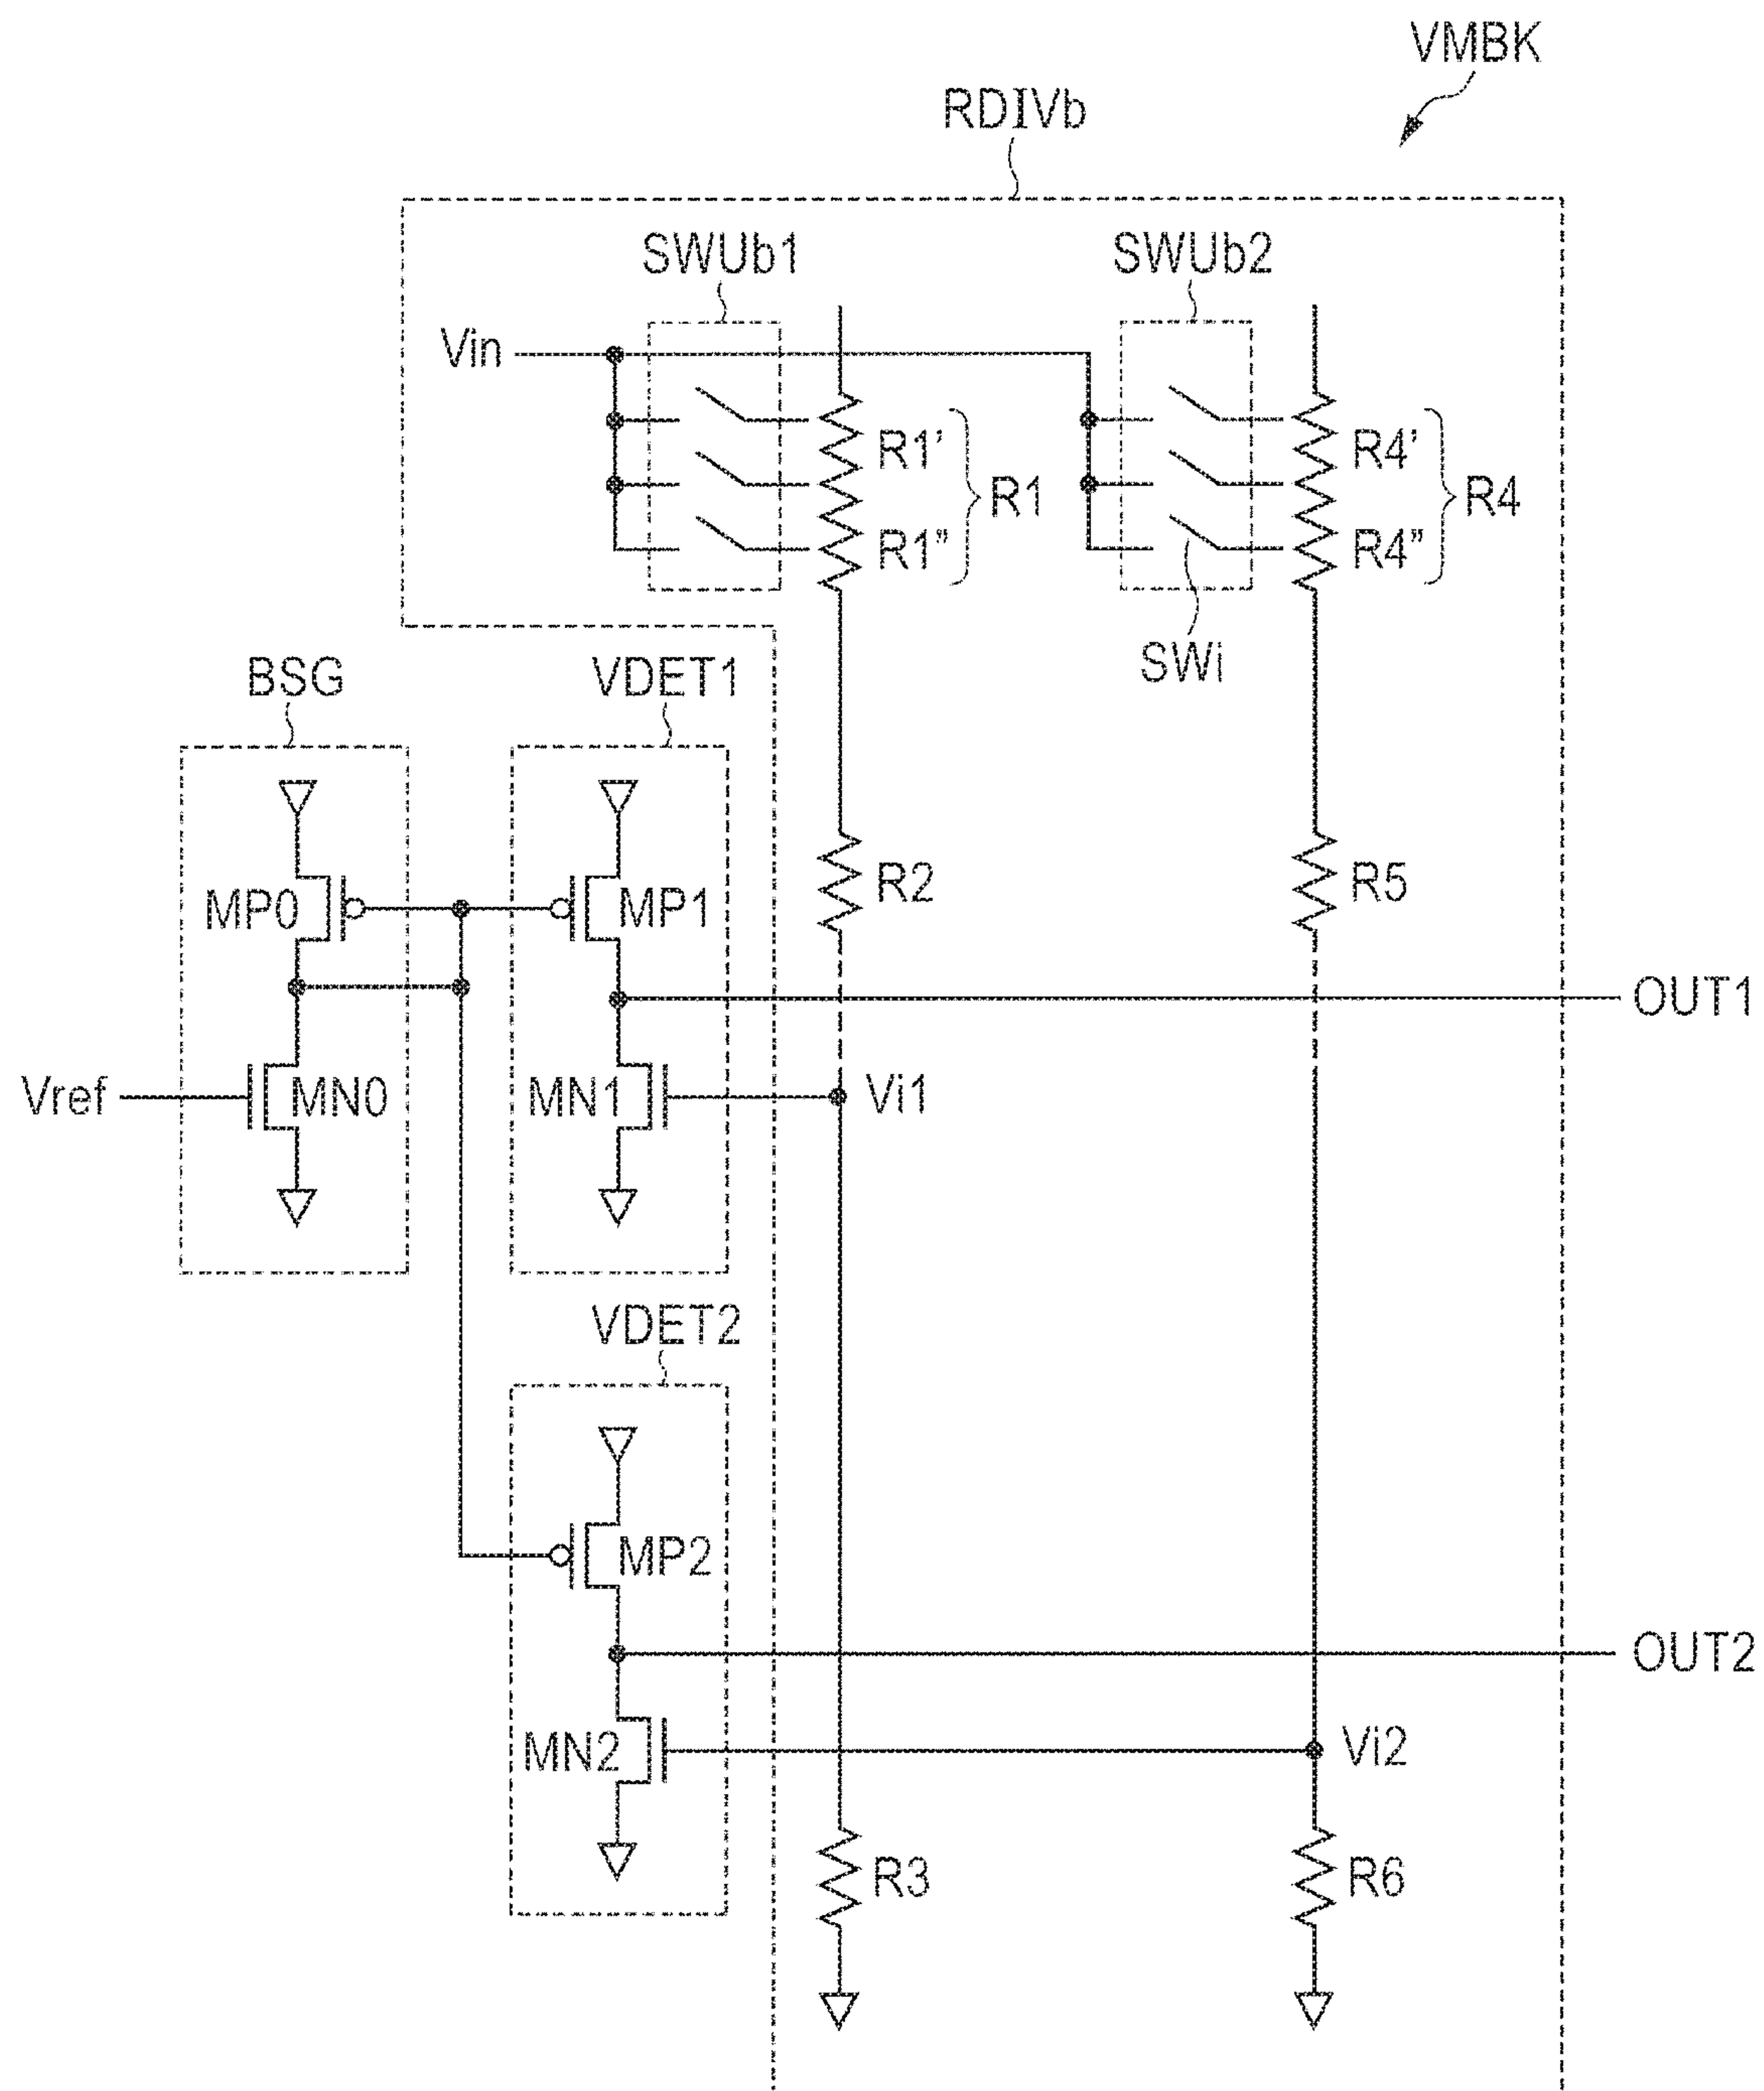 VMBK
RDIVb
SWUb1
SWUb2
Vin
R1'
R1
R1”
R4'
R4
R4”
SWi
BSG
VDET1
MP0
MP1
R2
R5
OUT1
Vref
MN0
MN1
Vi1
VDET2
MP2
OUT2
MN2
Vi2
R3
R6